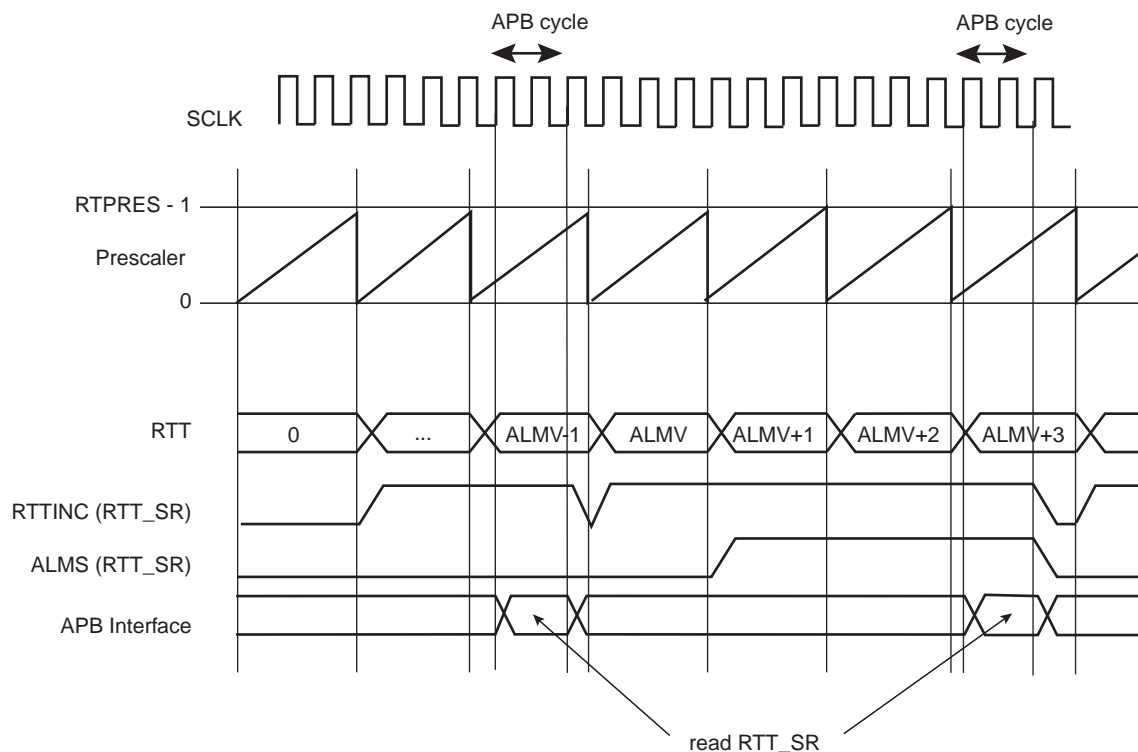 APB cycle APB cycle
SCLK
RTPRES - 1
Prescaler
0
RTT 0 ... ALMV-1 ALMV ALMV+1 ALMV+2 ALMV+3
RTTINC (RTT_SR)
ALMS (RTT_SR)
APB Interface
read RTT_SR